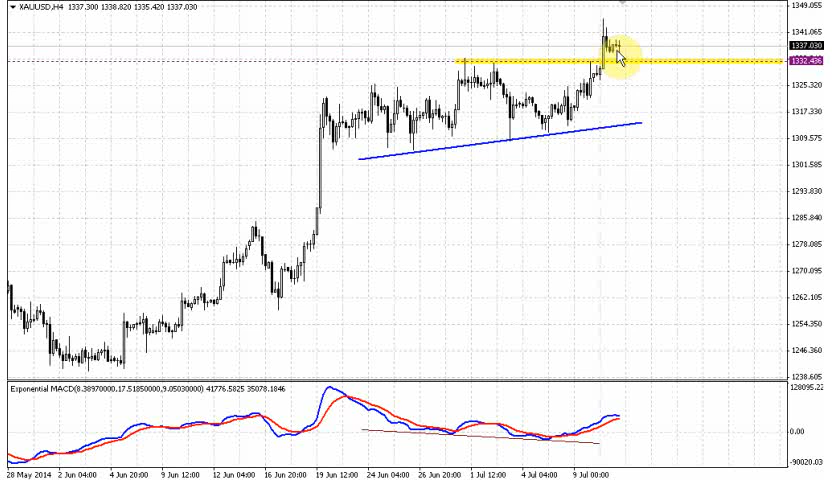 XAUUSD,H4 1337.300 1338.820 1335.420 1337.030
1349.055
1341.065
1337.030
1332.436
1325.320
1317.330
1309.575
1301.585
1293.830
1285.840
1278.085
1270.095
1262.105
1254.350
1246.360
1238.605
Exponential MACD(8.38970000,17.51850000,9.05030000) 41776.5825 35078.1846
128095.22
0.00
-90020.03
28 May 2014
2 Jun 04:00
4 Jun 20:00
9 Jun 12:00
12 Jun 04:00
16 Jun 20:00
19 Jun 12:00
24 Jun 04:00
26 Jun 20:00
1 Jul 12:00
4 Jul 04:00
9 Jul 00:00